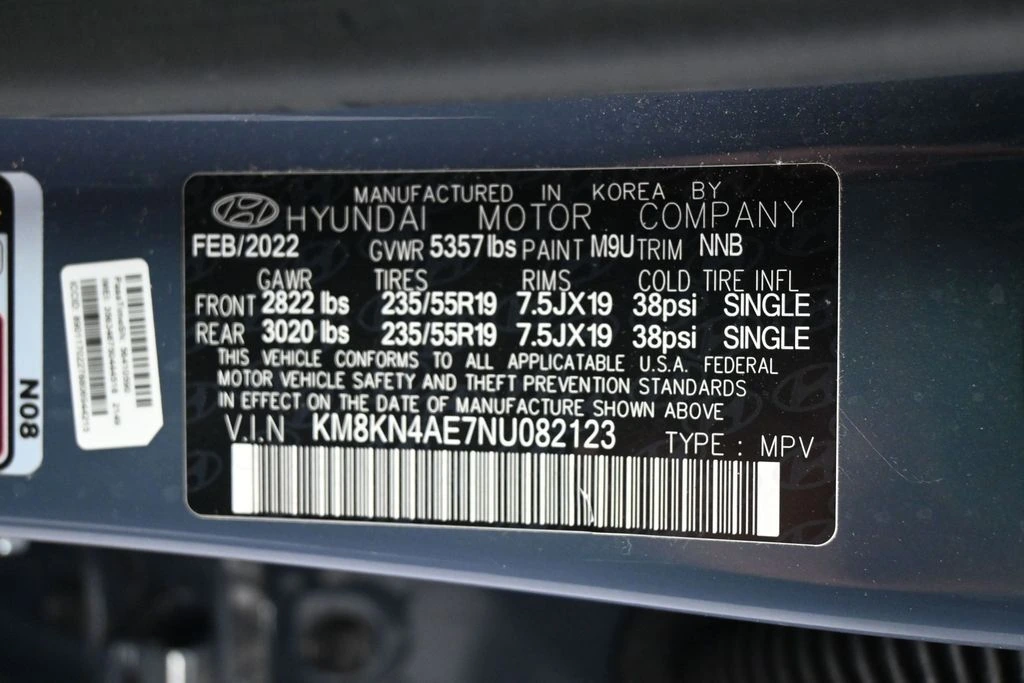 MANUFACTURED IN KOREA BY
HYUNDAI MOTOR COMPANY
FEB/2022 GVWR 5357 lbs PAINT M9U TRIM NNB
GAWR TIRES RIMS COLD TIRE INFL
FRONT 2822 lbs 235/55R19 7.5JX19 38psi SINGLE
REAR 3020 lbs 235/55R19 7.5JX19 38psi SINGLE
THIS VEHICLE CONFORMS TO ALL APPLICABLE U.S.A. FEDERAL
MOTOR VEHICLE SAFETY AND THEFT PREVENTION STANDARDS
IN EFFECT ON THE DATE OF MANUFACTURE SHOWN ABOVE
V.I.N KM8KN4AE7NU082123 TYPE : MPV
N08